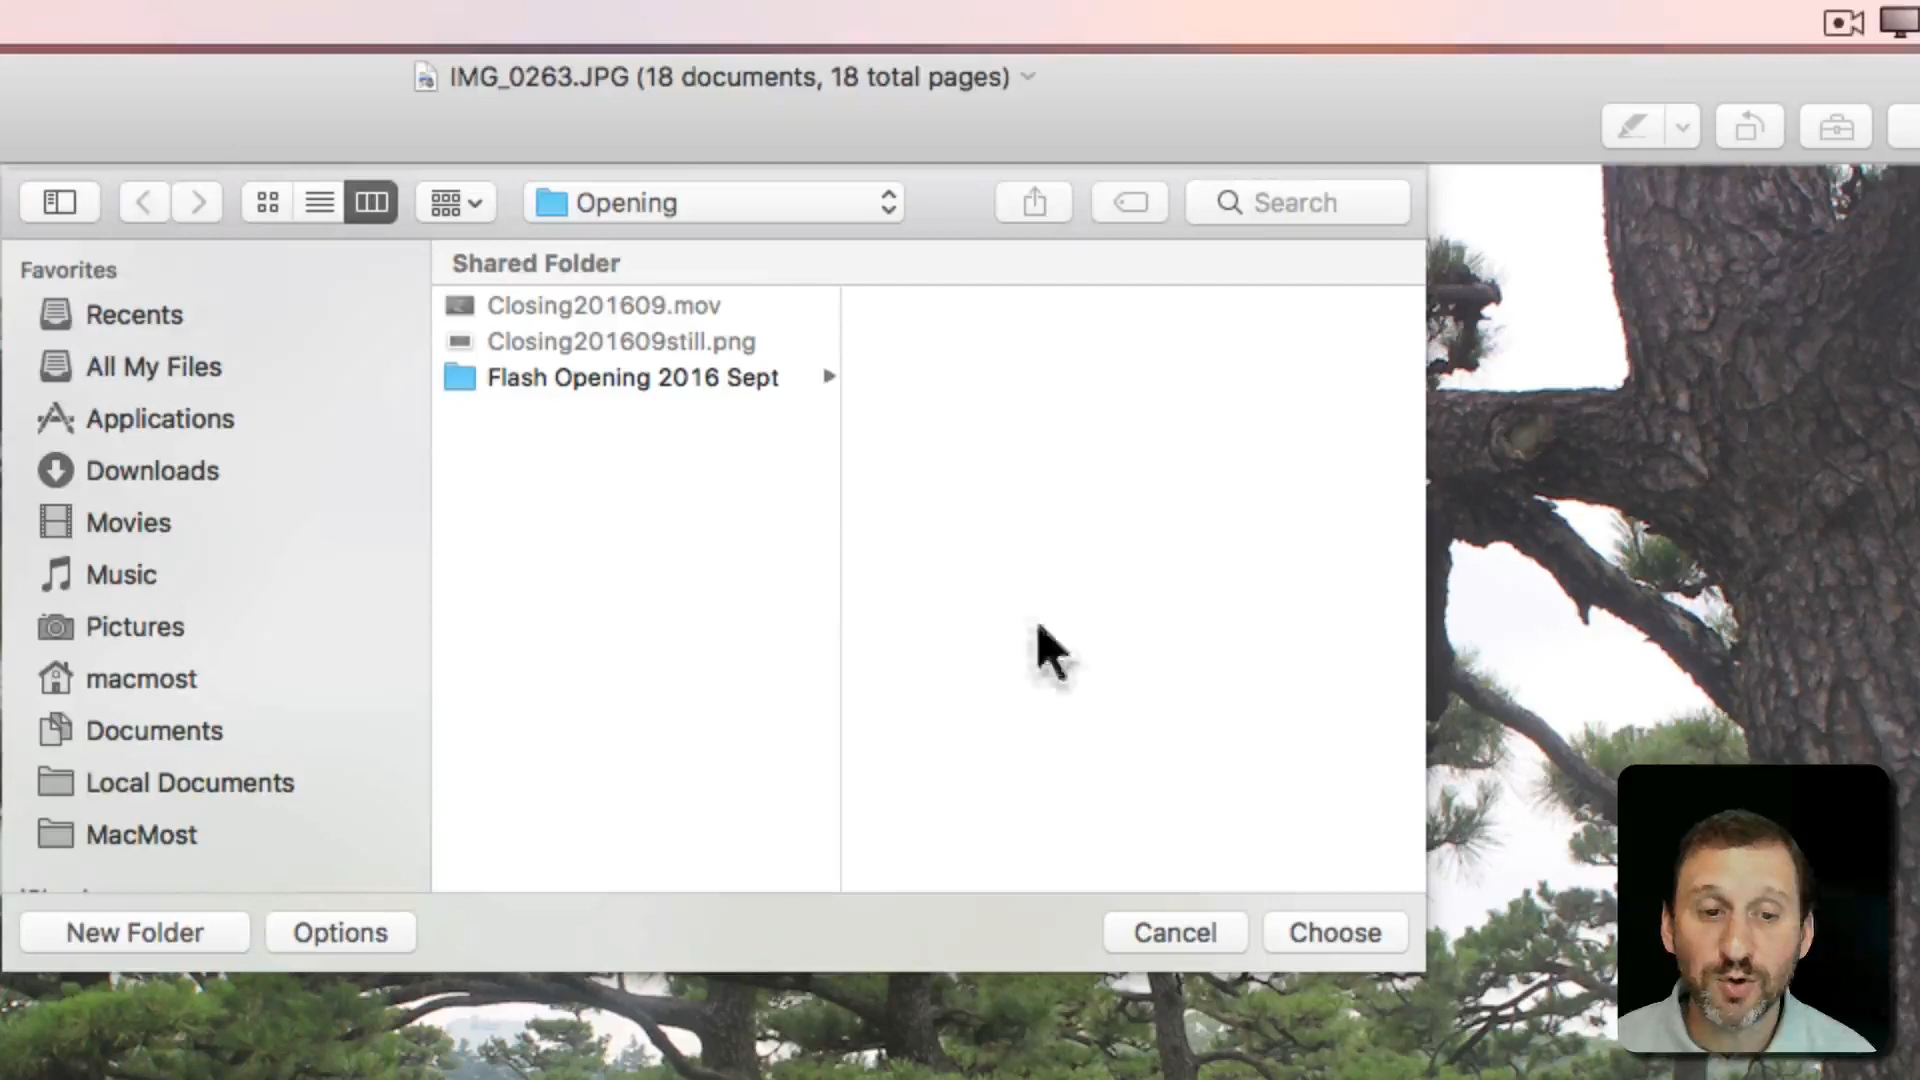 IMG_0263.JPG (18 documents, 18 total pages)
Opening
Search
Favorites
Recents
All My Files
Applications
Downloads
Movies
Music
Pictures
macmost
Documents
Local Documents
MacMost
Shared Folder
Closing201609.mov
Closing201609still.png
Flash Opening 2016 Sept
New Folder
Options
Cancel
Choose